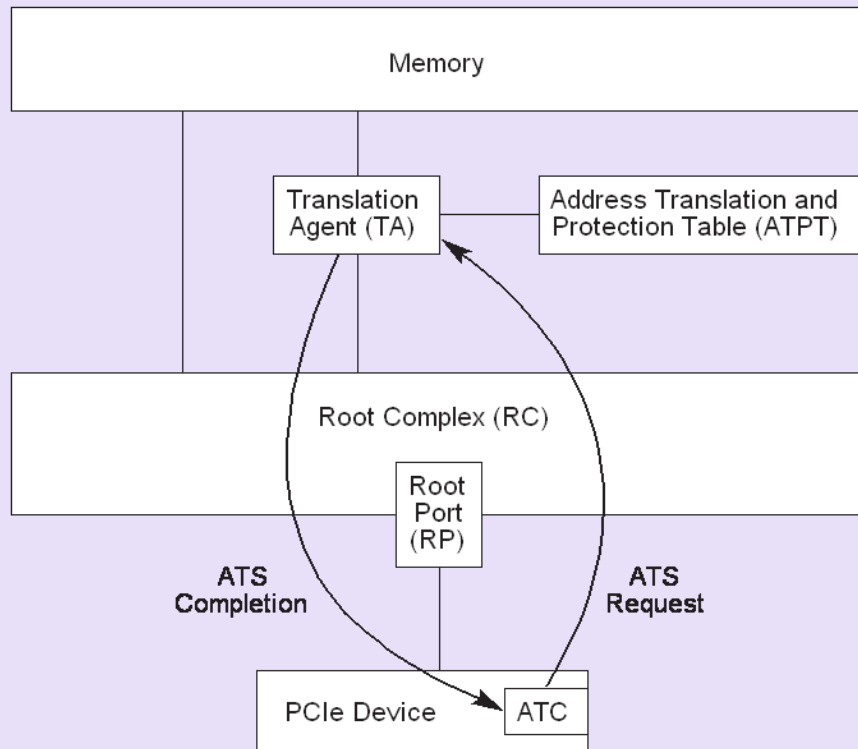 Memory
Translation
Agent (TA)
Address Translation and
Protection Table (ATPT)
Root Complex (RC)
Root
Port
(RP)
ATS
Completion
ATS
Request
PCIe Device
ATC